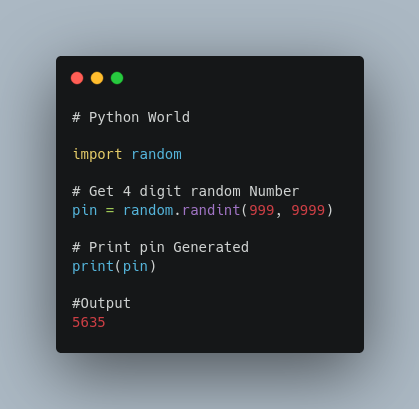 # Python World
import random
# Get 4 digit random Number
pin = random.randint(999, 9999)
# Print pin Generated
print(pin)
#Output
5635